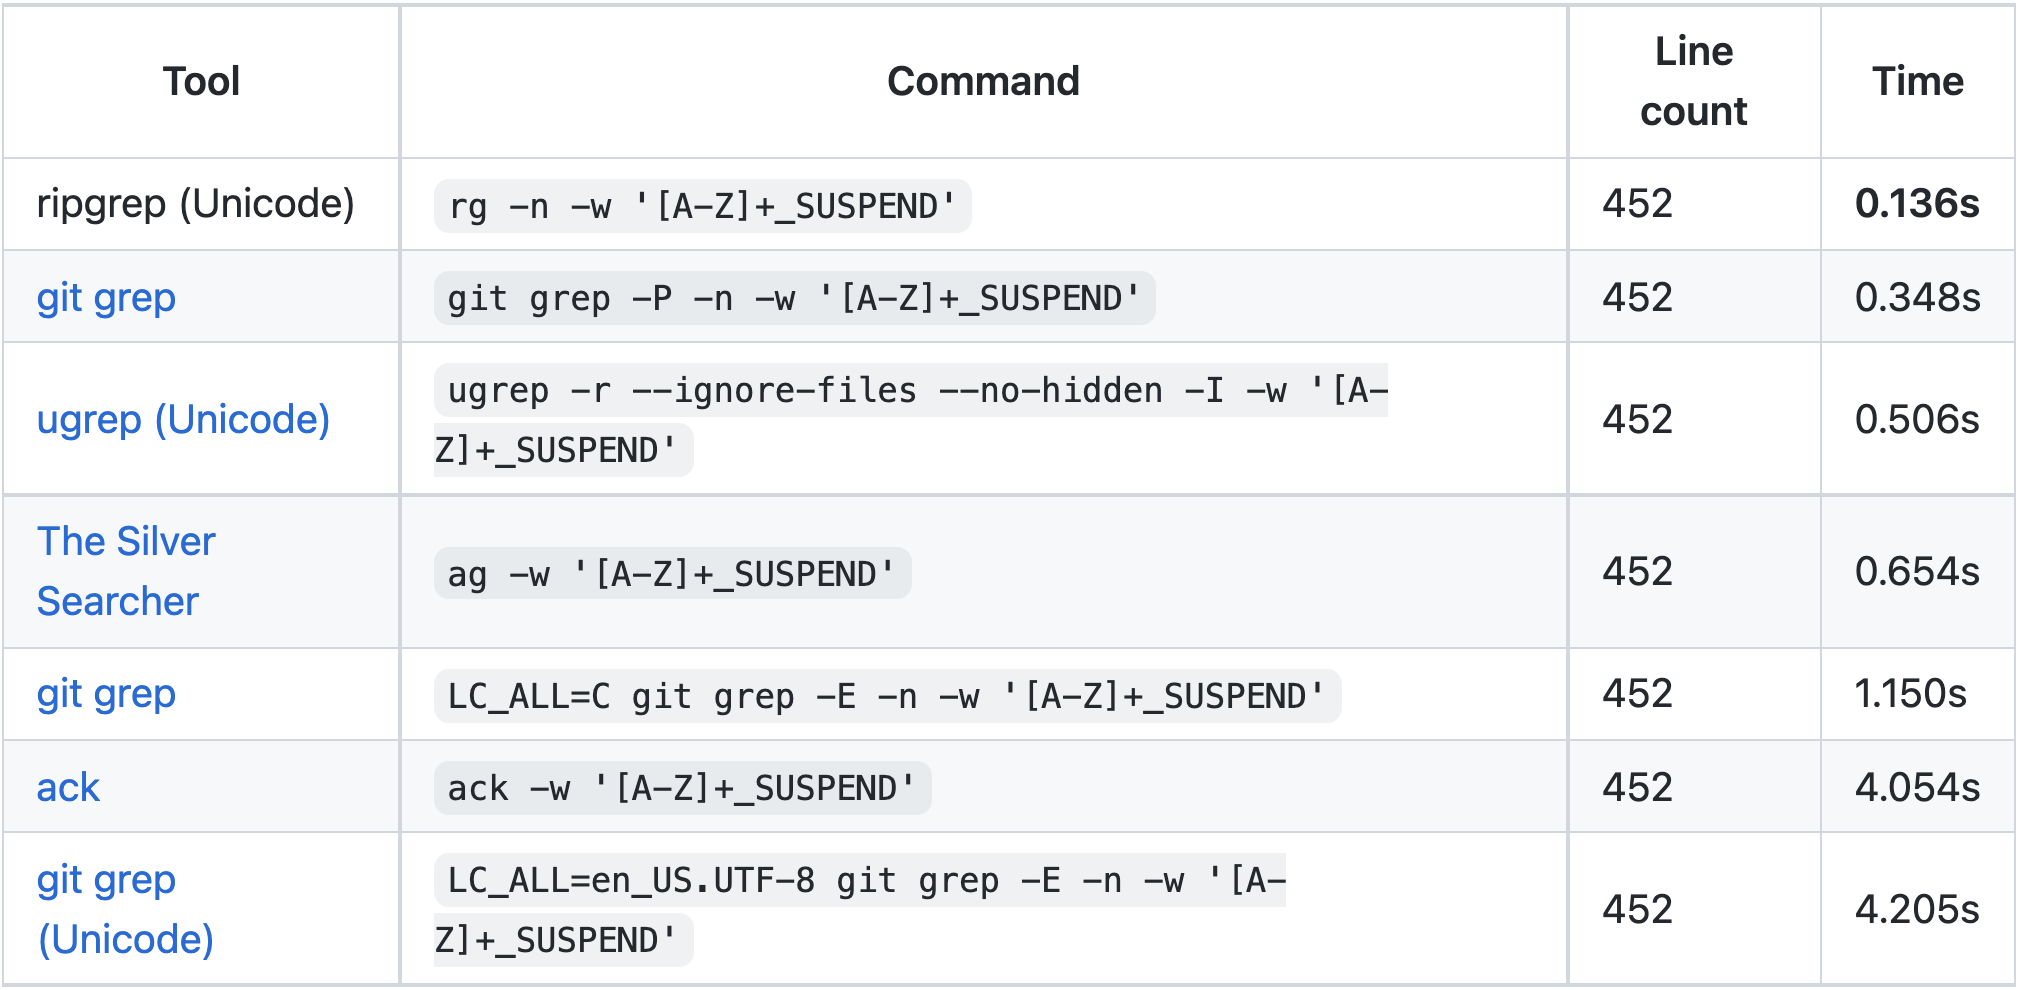 Tool Command Line count Time
ripgrep (Unicode) rg -n -w '[A-Z]+_SUSPEND' 452 0.136s
git grep git grep -P -n -w '[A-Z]+_SUSPEND' 452 0.348s
ugrep (Unicode) ugrep -r --ignore-files --no-hidden -I -w '[A-
Z]+_SUSPEND' 452 0.506s
The Silver
Searcher ag -w '[A-Z]+_SUSPEND' 452 0.654s
git grep LC_ALL=C git grep -E -n -w '[A-Z]+_SUSPEND' 452 1.150s
ack ack -w '[A-Z]+_SUSPEND' 452 4.054s
git grep
(Unicode) LC_ALL=en_US.UTF-8 git grep -E -n -w '[A-
Z]+_SUSPEND' 452 4.205s